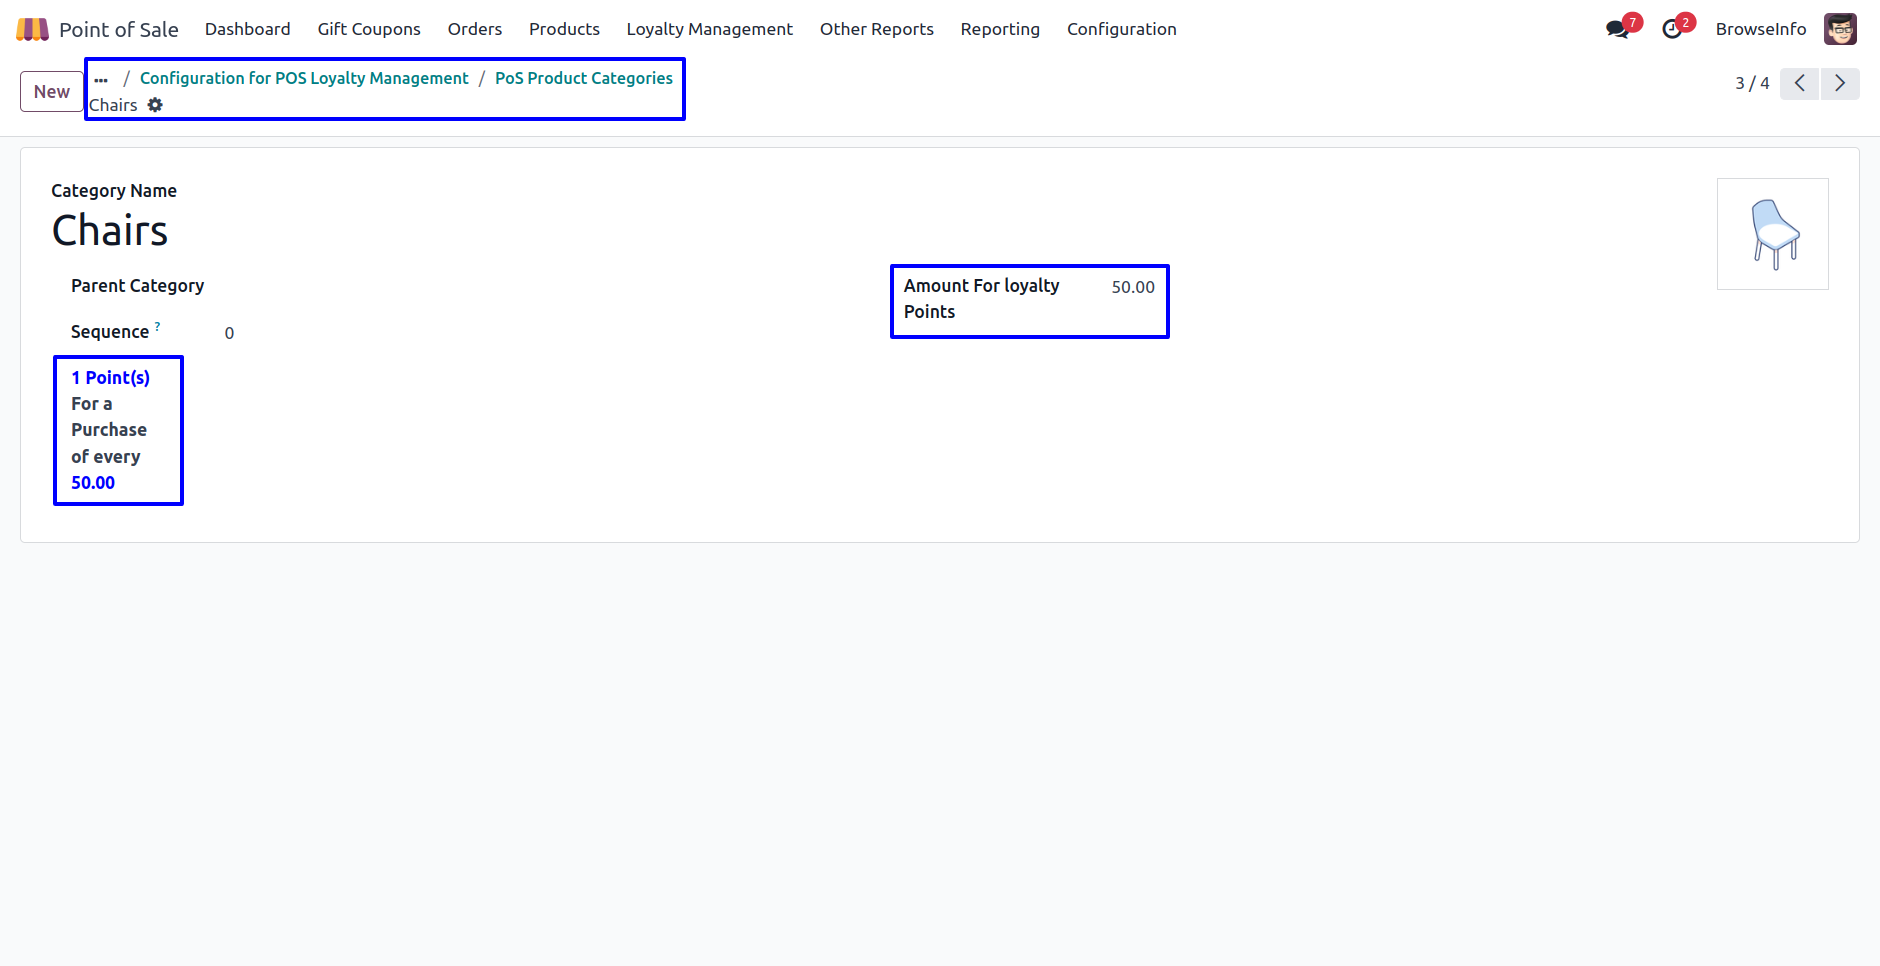 Point of Sale Dashboard Gift Coupons Orders Products Loyalty Management Other Reports Reporting Configuration 7 2 BrowseInfo
New ... / Configuration for POS Loyalty Management / PoS Product Categories 3 / 4
Chairs
Category Name
Chairs
Parent Category
Amount For loyalty 50.00
Points
Sequence ? 0
1 Point(s)
For a
Purchase
of every
50.00